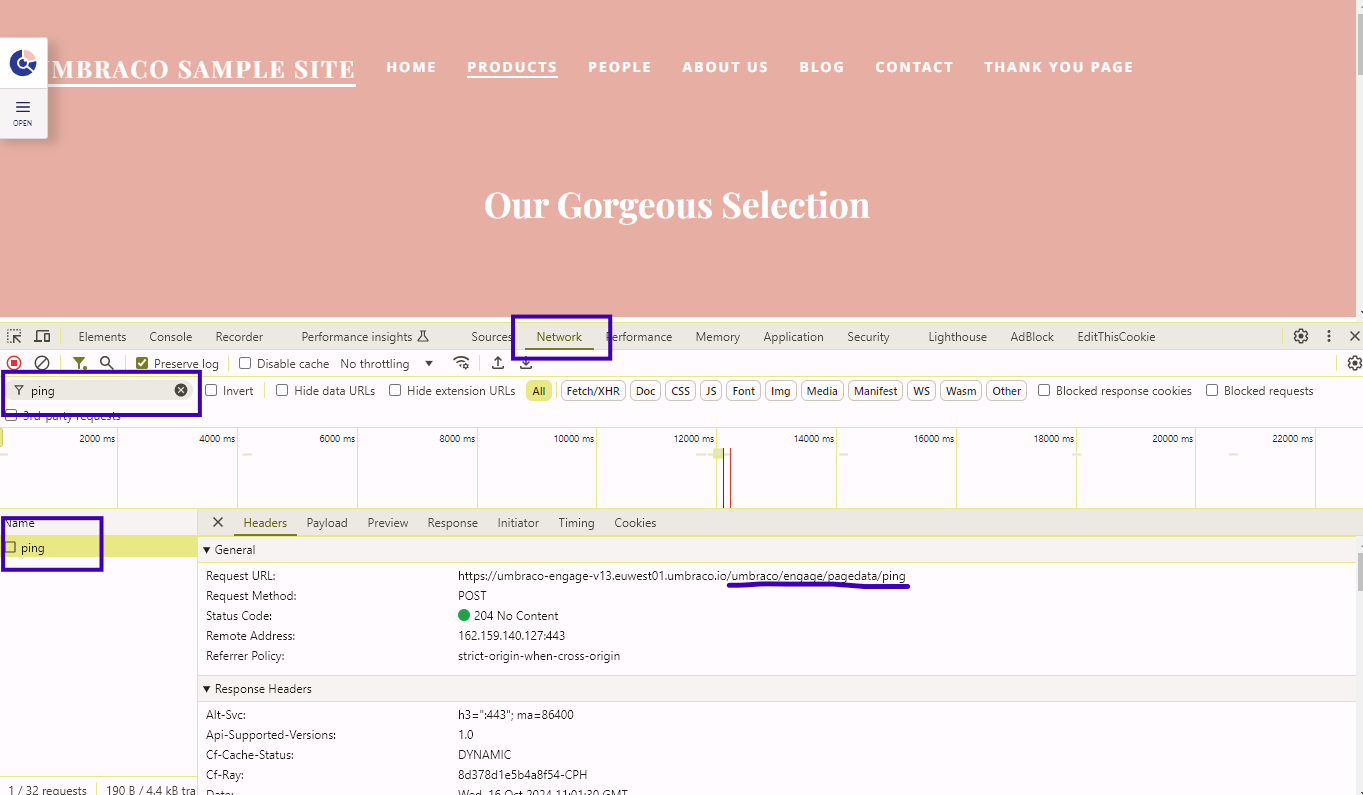 UMBRACO SAMPLE SITE HOME PRODUCTS PEOPLE ABOUT US BLOG CONTACT THANK YOU PAGE
OPEN
Our Gorgeous Selection
Elements Console Recorder Performance insights Sources Network Performance Memory Application Security Lighthouse AdBlock EditThisCookie
Preserve log Disable cache No throttling
ping Invert Hide data URLs Hide extension URLs All Fetch/XHR Doc CSS JS Font Img Media Manifest WS Wasm Other Blocked response cookies Blocked requests
3rd-party requests
2000 ms 4000 ms 6000 ms 8000 ms 10000 ms 12000 ms 14000 ms 16000 ms 18000 ms 20000 ms 22000 ms
Name Headers Payload Preview Response Initiator Timing Cookies
ping
General
Request URL: https://umbraco-engage-v13.euwest01.umbraco.io/umbraco/engage/pagedata/ping
Request Method: POST
Status Code: 204 No Content
Remote Address: 162.159.140.127:443
Referrer Policy: strict-origin-when-cross-origin
Response Headers
Alt-Svc: h3=":443"; ma=86400
Api-Supported-Versions: 1.0
Cf-Cache-Status: DYNAMIC
Cf-Ray: 8d378d1e5b4a8f54-CPH
Date: Wed, 16 Oct 2024 11:01:30 GMT
1 / 32 requests 190 B / 4.4 kB tra